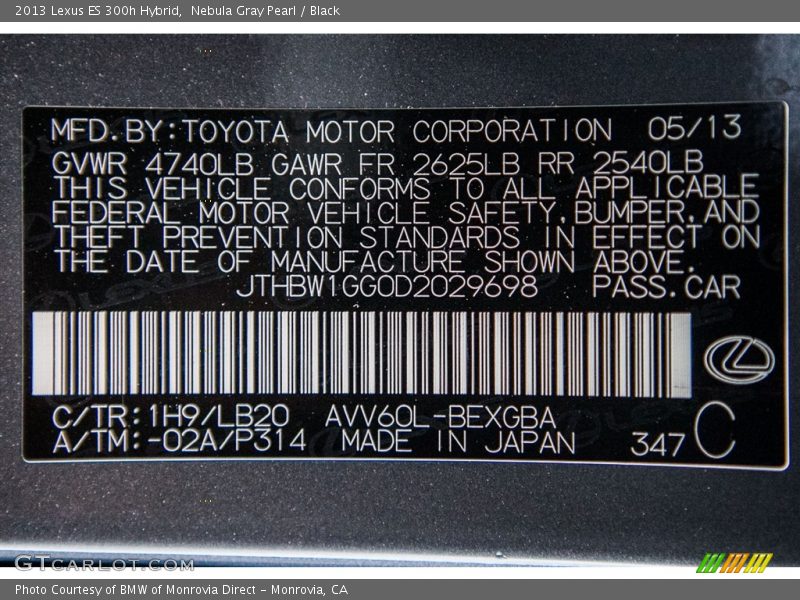 2013 Lexus ES 300h Hybrid,  Nebula Gray Pearl / Black
MFD.BY:TOYOTA MOTOR CORPORATION 05/13
GVWR 4740LB GAWR FR 2625LB RR 2540LB
THIS VEHICLE CONFORMS TO ALL APPLICABLE
FEDERAL MOTOR VEHICLE SAFETY,BUMPER,AND
THEFT PREVENTION STANDARDS IN EFFECT ON
THE DATE OF MANUFACTURE SHOWN ABOVE.
JTHBW1GG0D2029698 PASS.CAR
C/TR:1H9/LB20 AVV60L-BEXGBA
A/TM:-02A/P314 MADE IN JAPAN 347 C
GTCARLOT.COM
Photo Courtesy of BMW of Monrovia Direct - Monrovia, CA